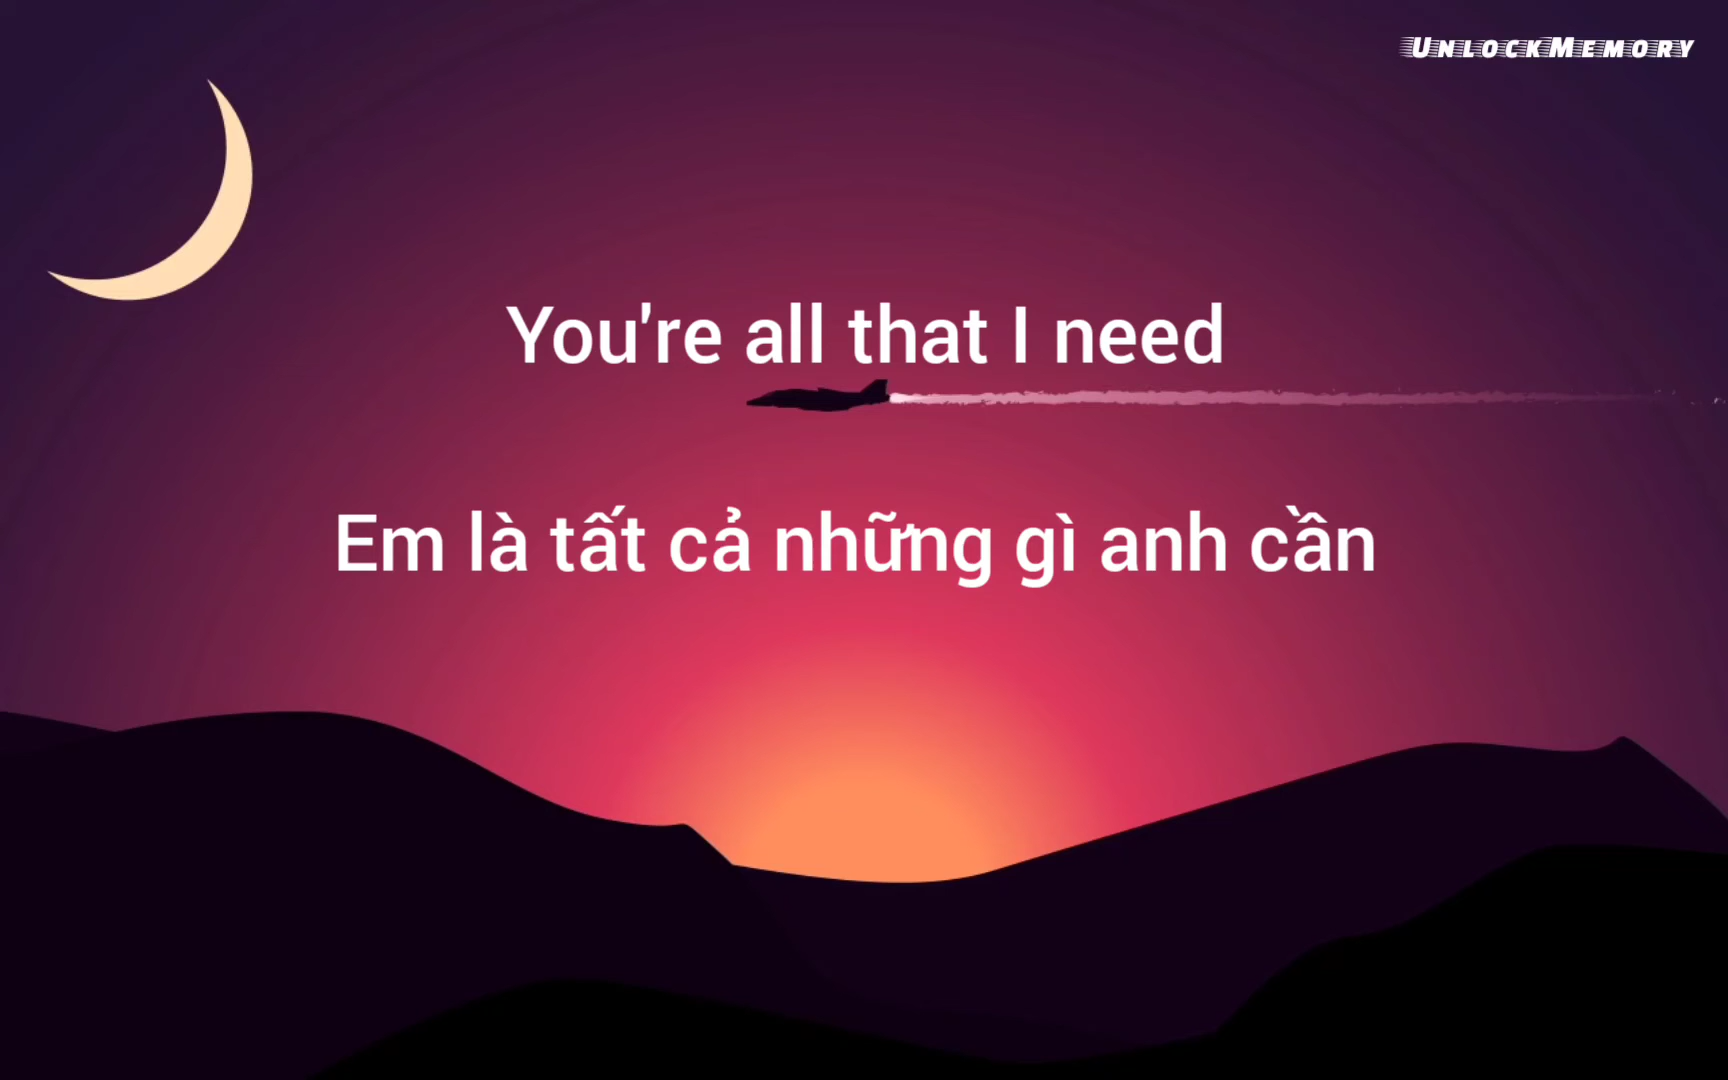 UNLOCKMEMORY
You're all that I need
Em là tất cả những gì anh cần